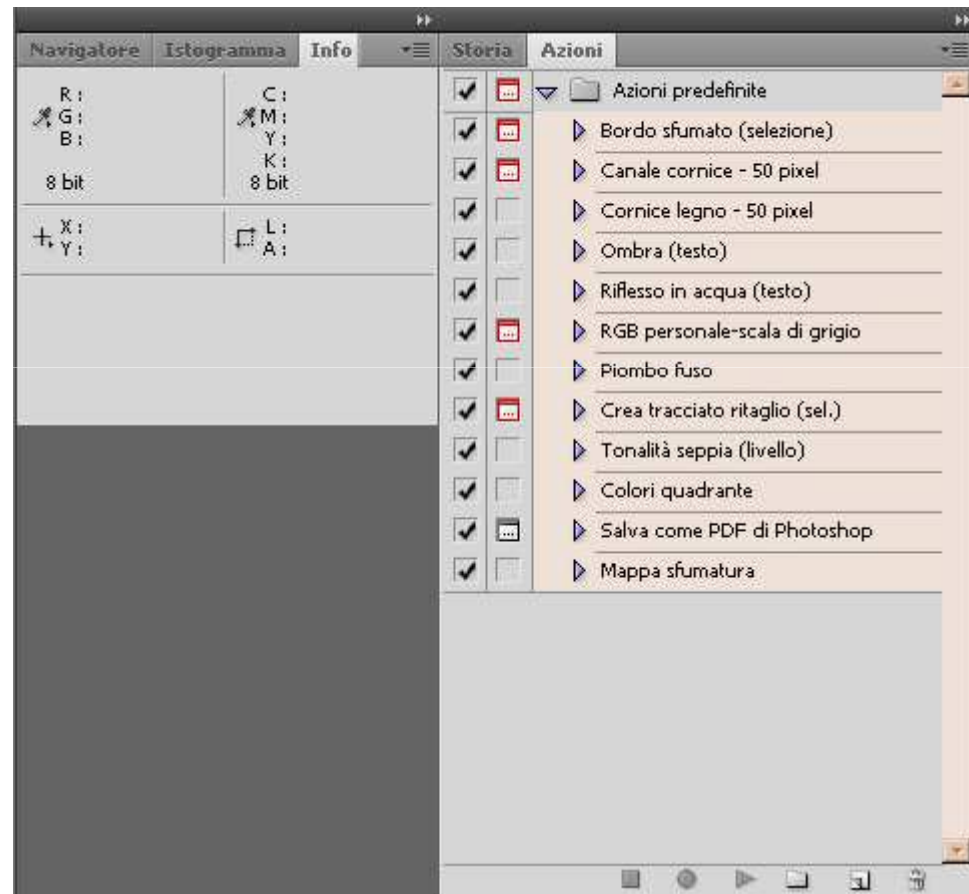 Navigatore Istogramma Info
R:
G:
B:
8 bit
C:
M:
Y:
K:
8 bit
X:
Y:
L:
A:
Storia Azioni
Azioni predefinite
Bordo sfumato (selezione)
Canale cornice - 50 pixel
Cornice legno - 50 pixel
Ombra (testo)
Riflesso in acqua (testo)
RGB personale-scala di grigio
Piombo fuso
Crea tracciato ritaglio (sel.)
Tonalità seppia (livello)
Colori quadrante
Salva come PDF di Photoshop
Mappa sfumatura